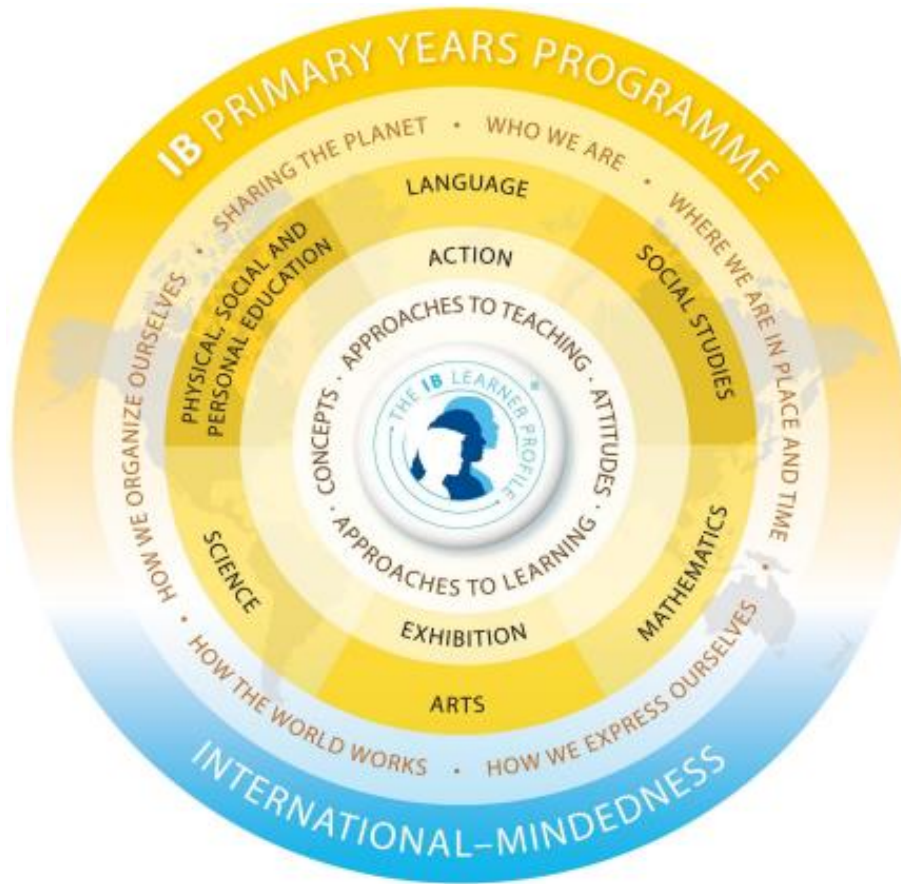 IB PRIMARY YEARS PROGRAMME
SHARING THE PLANET • WHO WE ARE • WHERE WE ARE IN PLACE AND TIME • HOW WE EXPRESS OURSELVES • HOW THE WORLD WORKS • HOW WE ORGANIZE OURSELVES •
LANGUAGE
SOCIAL STUDIES
MATHEMATICS
ARTS
SCIENCE
PHYSICAL, SOCIAL AND
PERSONAL EDUCATION
ACTION
EXHIBITION
APPROACHES TO TEACHING · ATTITUDES · APPROACHES TO LEARNING · CONCEPTS ·
THE IB LEARNER PROFILE
®
INTERNATIONAL–MINDEDNESS